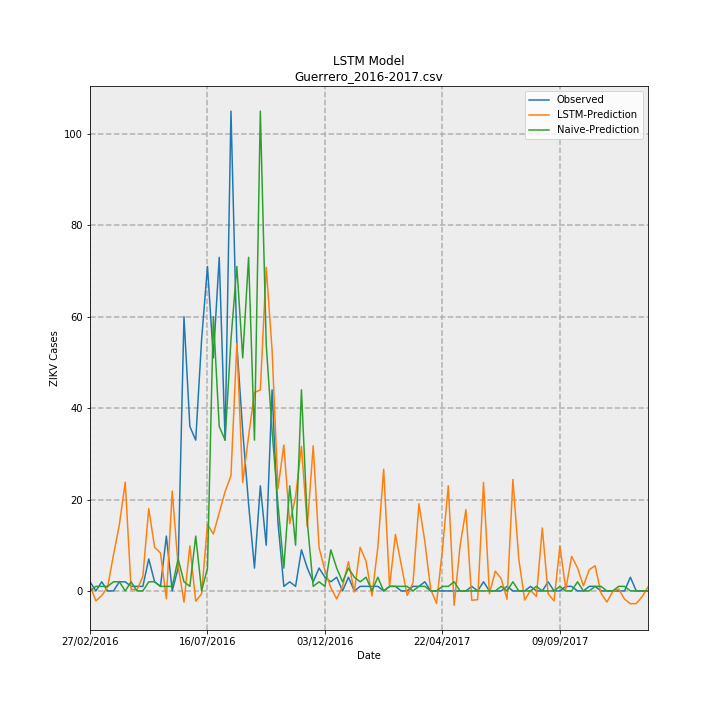 LSTM Model
Guerrero_2016-2017.csv
Observed
LSTM-Prediction
Naive-Prediction
ZIKV Cases
100
80
60
40
20
0
27/02/2016
16/07/2016
03/12/2016
22/04/2017
09/09/2017
Date